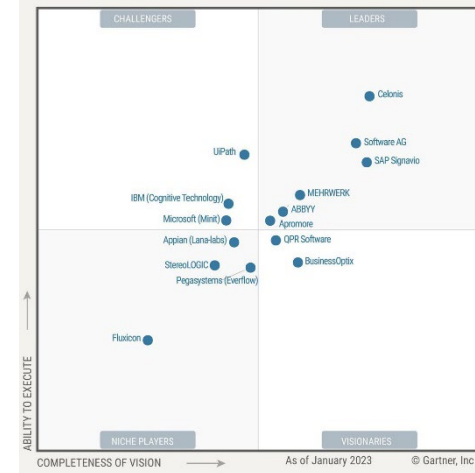 CHALLENGERS
LEADERS
Celonis
Software AG
UiPath
SAP Signavio
MEHRWERK
IBM (Cognitive Technology)
ABBYY
Microsoft (Minit)
Apromore
Appian (Lana-labs)
QPR Software
StereoLOGIC
BusinessOptix
Pegasystems (Everflow)
Fluxicon
ABILITY TO EXECUTE
NICHE PLAYERS
VISIONARIES
COMPLETENESS OF VISION
As of January 2023
© Gartner, Inc